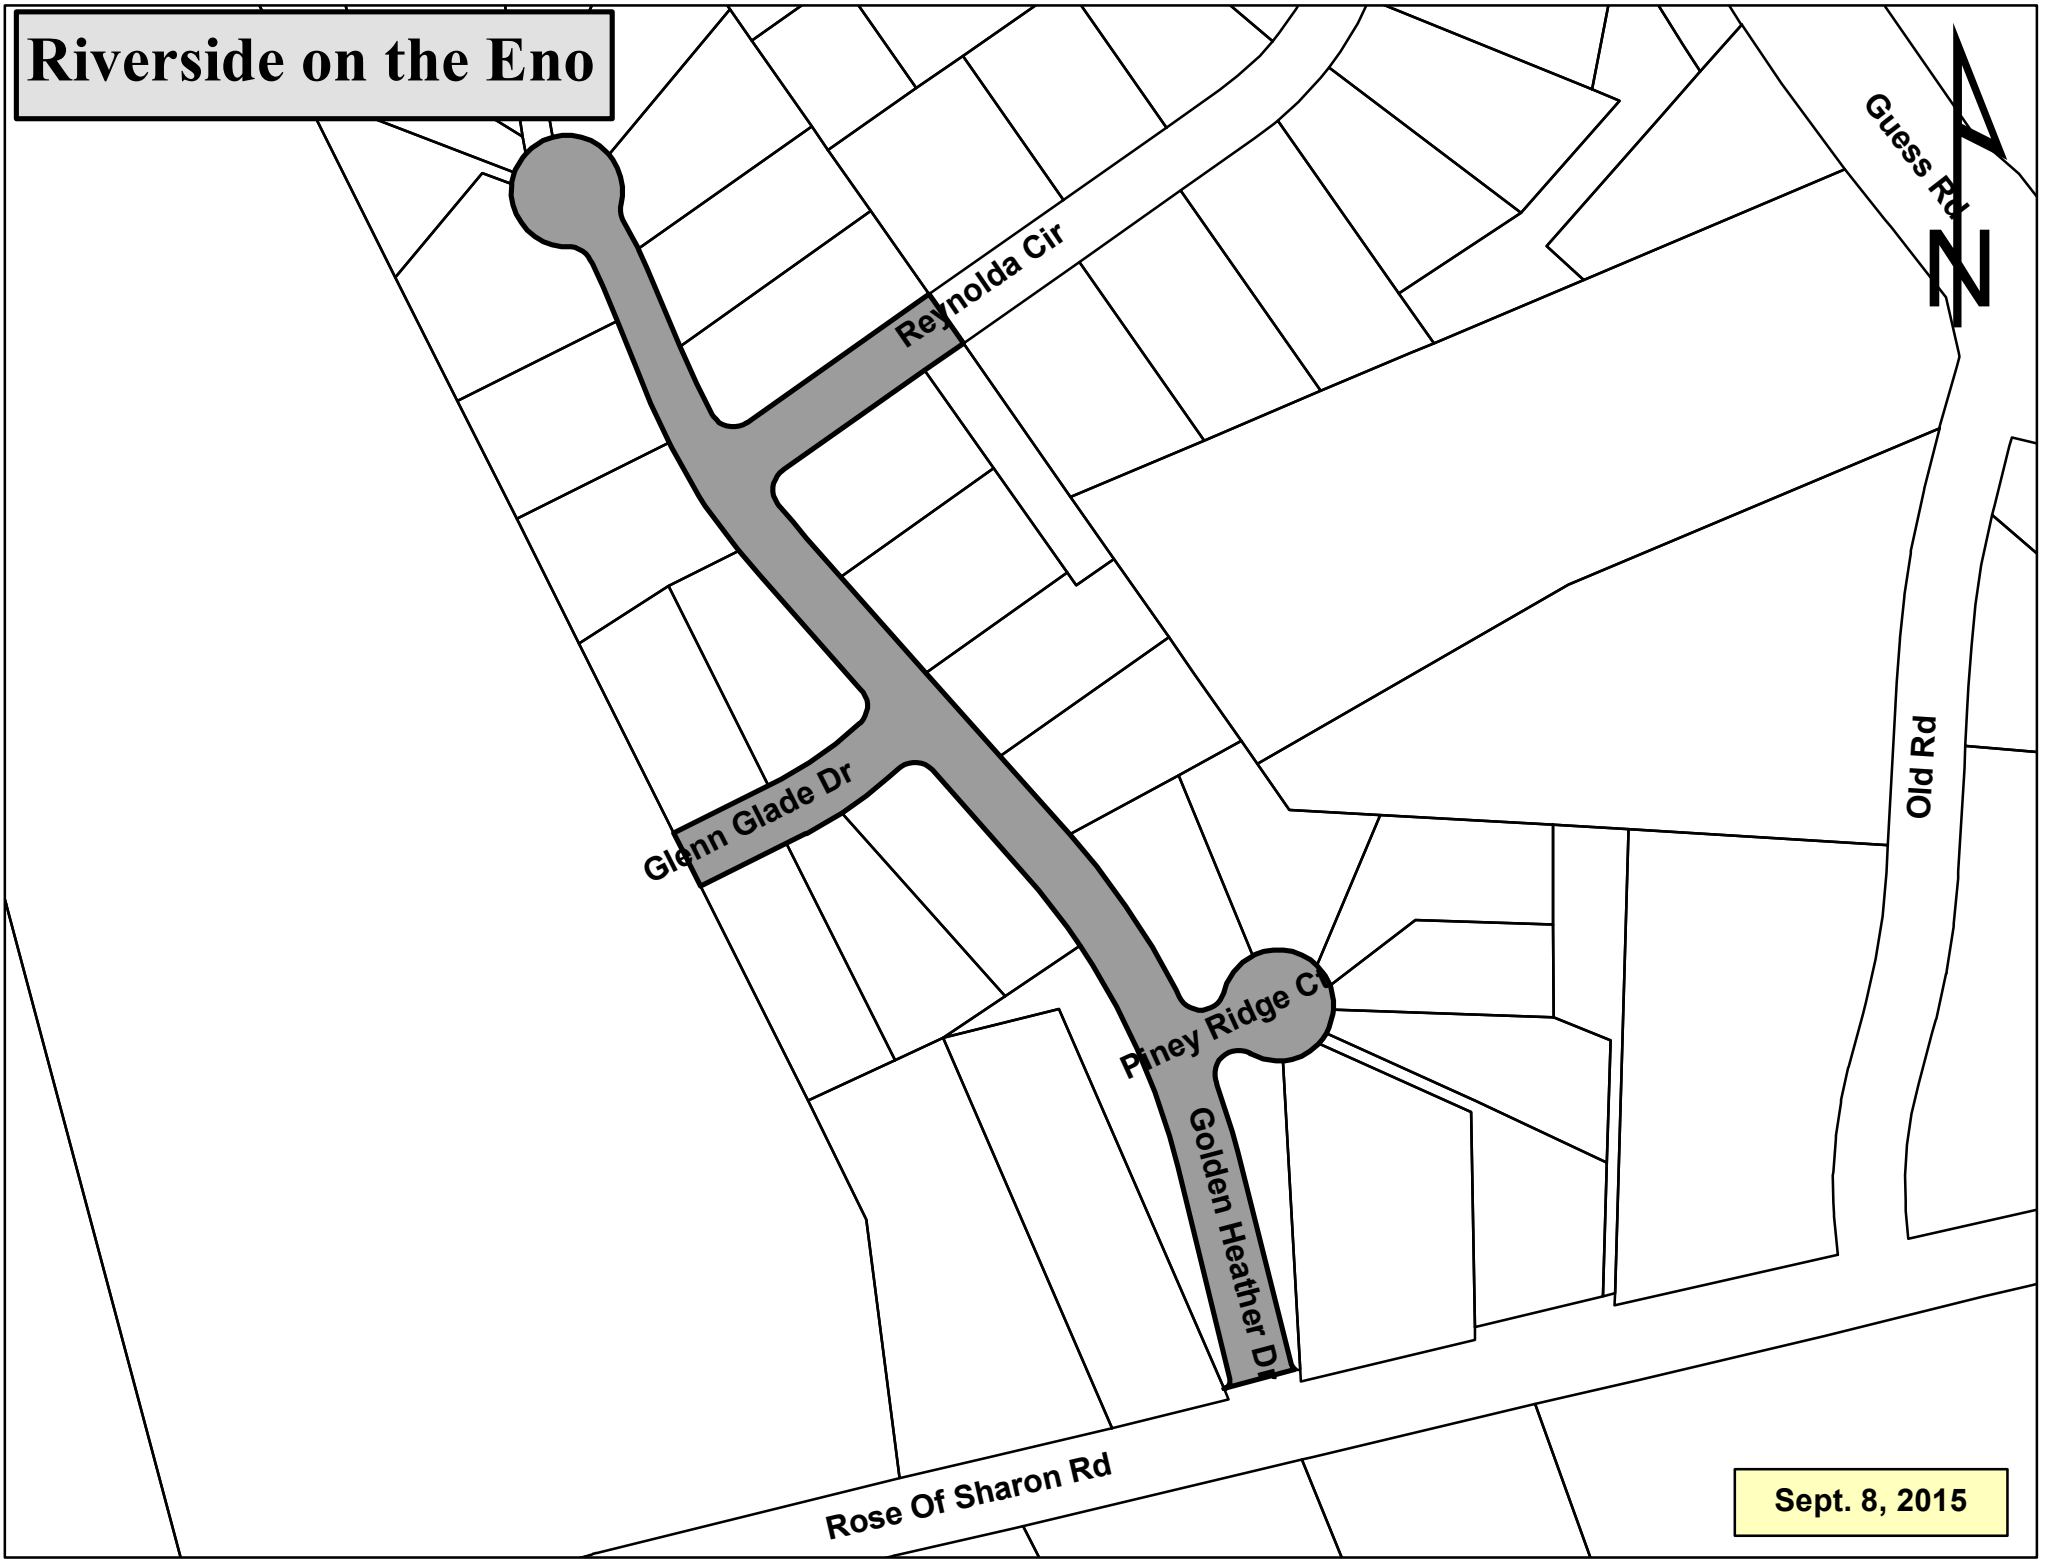 Riverside on the Eno
Guess Rd
N
Reynolda Cir
Old Rd
Glenn Glade Dr
Piney Ridge Ct
Golden Heather Dr
Rose Of Sharon Rd
Sept. 8, 2015